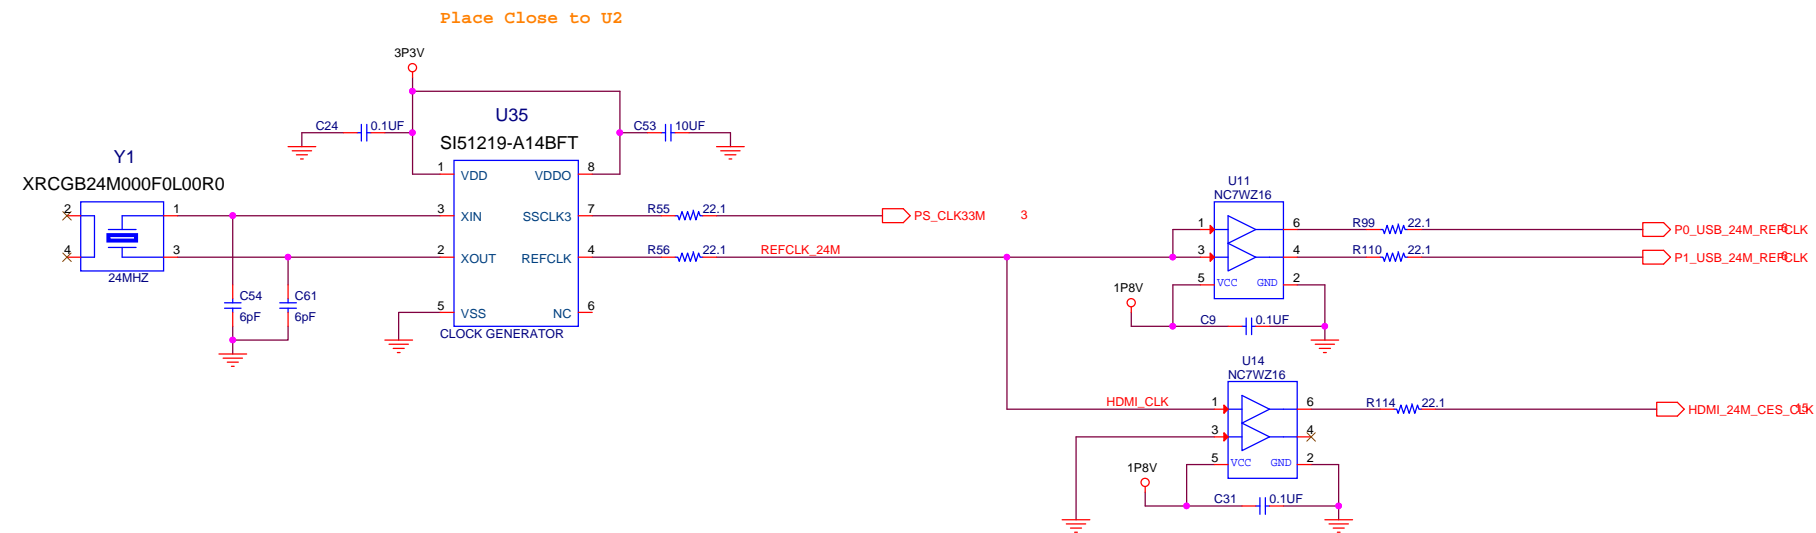 Place Close to U2
3P3V
U35
SI51219-A14BFT
C24
0.1UF
C53
10UF
Y1
XRCGB24M000F0L00R0
2
4
1
3
24MHZ
C54
6pF
C61
6pF
1
VDD
VDDO
8
3
XIN
SSCLK3
7
2
XOUT
REFCLK
4
5
VSS
NC
6
CLOCK GENERATOR
R55
22.1
PS_CLK33M
3
R56
22.1
REFCLK_24M
U11
NC7WZ16
1
6
3
4
5
VCC
GND
2
R99
22.1
P0_USB_24M_REFCLK
R110
22.1
P1_USB_24M_REFCLK
1P8V
C9
0.1UF
U14
NC7WZ16
HDMI_CLK
1
6
3
4
5
VCC
GND
2
R114
22.1
HDMI_24M_CES_CLK
1P8V
C31
0.1UF